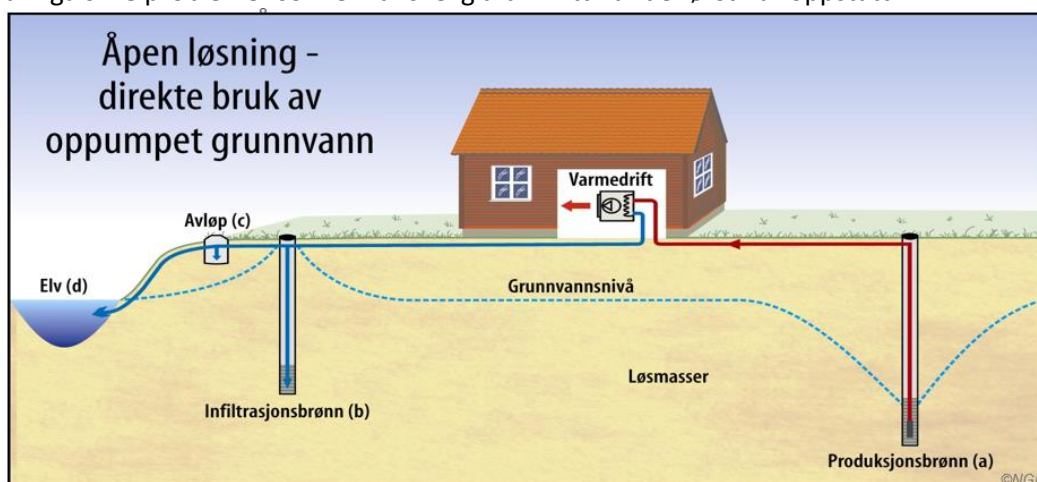 Åpen løsning -
direkte bruk av
oppumpet grunnvann
Varmedrift
Avløp (c)
Elv (d)
Grunnvannsnivå
Løsmasser
Infiltrasjonsbrønn (b)
Produksjonsbrønn (a)